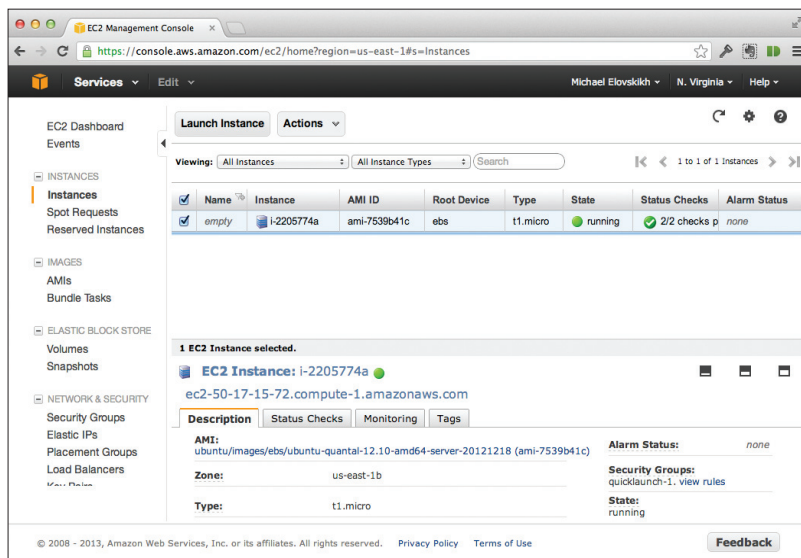 EC2 Management Console
https://console.aws.amazon.com/ec2/home?region=us-east-1#s=Instances
Services Edit Michael Elovskikh N. Virginia Help
EC2 Dashboard
Events
INSTANCES
Instances
Spot Requests
Reserved Instances
IMAGES
AMIs
Bundle Tasks
ELASTIC BLOCK STORE
Volumes
Snapshots
NETWORK & SECURITY
Security Groups
Elastic IPs
Placement Groups
Load Balancers
Key Pairs
Launch Instance Actions
Viewing: All Instances All Instance Types Search 1 to 1 of 1 Instances
Name Instance AMI ID Root Device Type State Status Checks Alarm Status
empty i-2205774a ami-7539b41c ebs t1.micro running 2/2 checks p none
1 EC2 Instance selected.
EC2 Instance: i-2205774a
ec2-50-17-15-72.compute-1.amazonaws.com
Description Status Checks Monitoring Tags
AMI:
ubuntu/images/ebs/ubuntu-quantal-12.10-amd64-server-20121218 (ami-7539b41c)
Zone: us-east-1b
Type: t1.micro
Alarm Status: none
Security Groups:
quicklaunch-1. view rules
State:
running
© 2008 - 2013, Amazon Web Services, Inc. or its affiliates. All rights reserved. Privacy Policy Terms of Use Feedback